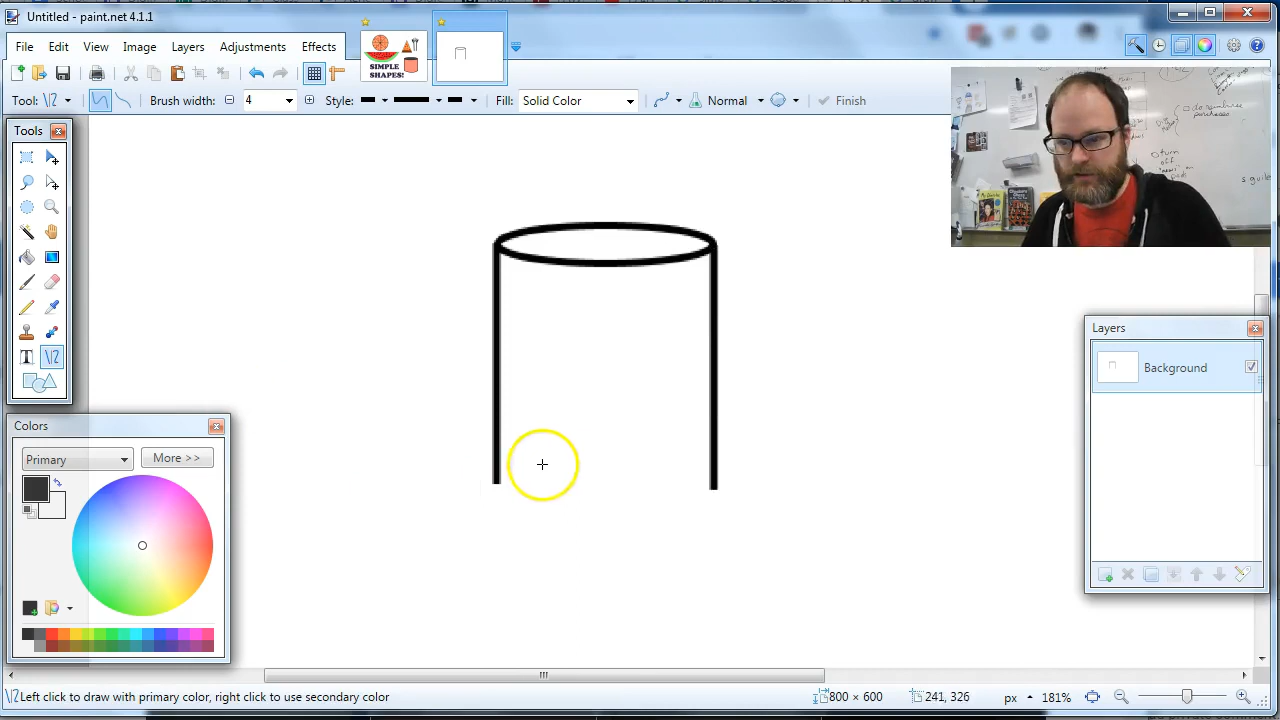 Untitled - paint.net 4.1.1
File Edit View Image Layers Adjustments Effects
SIMPLE
SHAPES!
Tool: Brush width: 4 Style: Fill: Solid Color Normal Finish
Tools
Layers
Background
Colors
Primary More >>
Left click to draw with primary color, right click to use secondary color 800 × 600 241, 326 px 181%